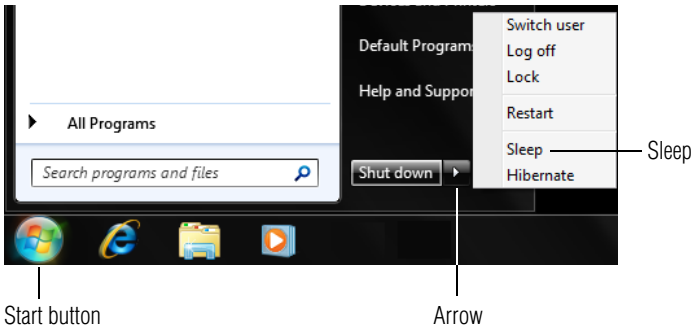 Switch user
Default Program
Log off
Lock
Help and Suppor
Restart
All Programs
Sleep
Sleep
Search programs and files
Shut down
Hibernate
Start button
Arrow